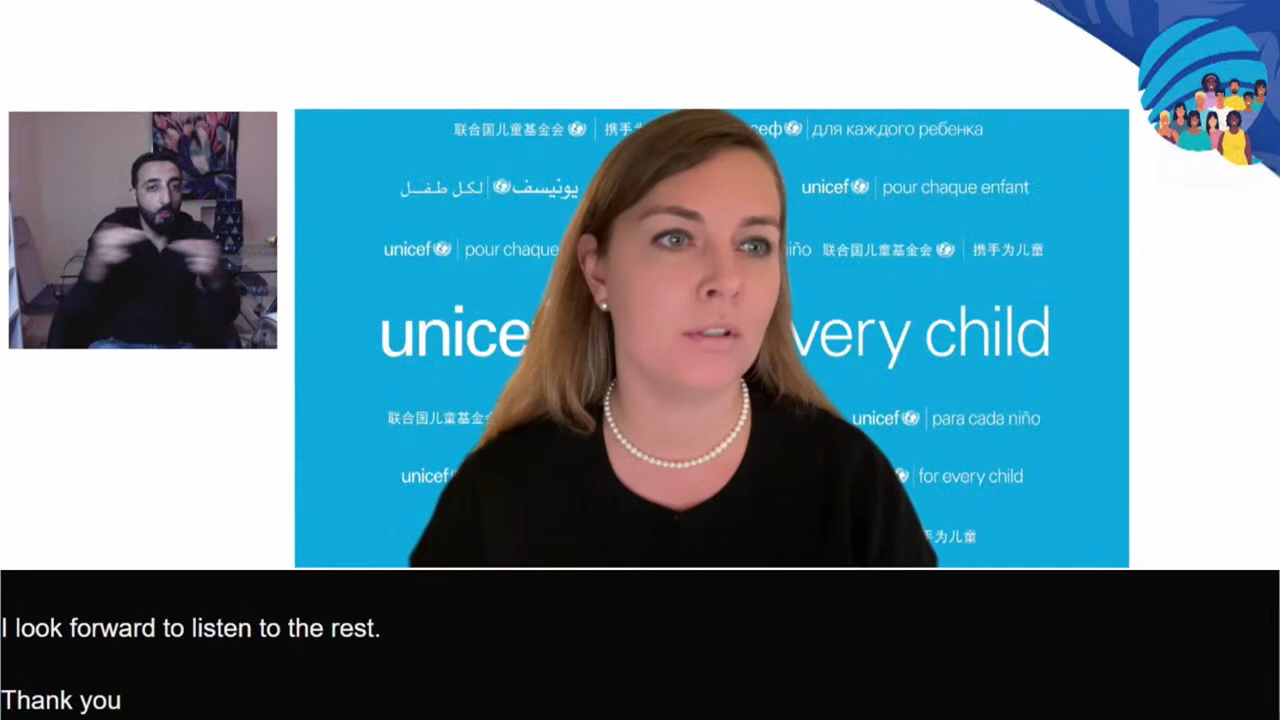 联合国儿童基金会 | 携手为
для каждого ребенка
لكل طفل | يونيسف
unicef | pour chaque enfant
unicef | pour chaque
niño 联合国儿童基金会 | 携手为儿童
unice very child
联合国儿童基金会
unicef | para cada niño
unicef
for every child
为儿童
I look forward to listen to the rest.
Thank you